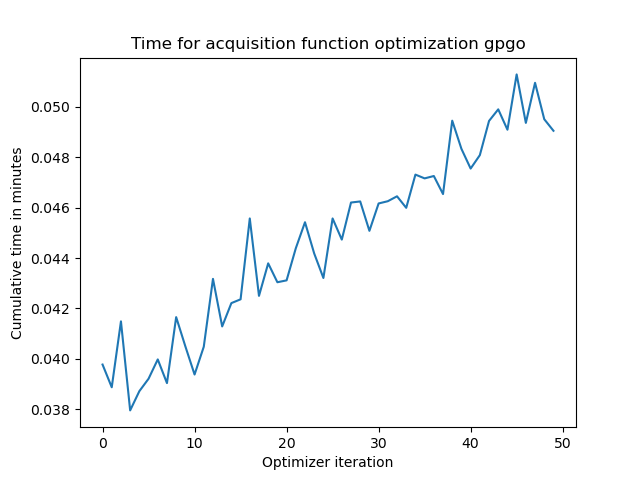 Time for acquisition function optimization gpgo
0.050
0.048
0.046
0.044
0.042
0.040
0.038
Cumulative time in minutes
0 10 20 30 40 50
Optimizer iteration